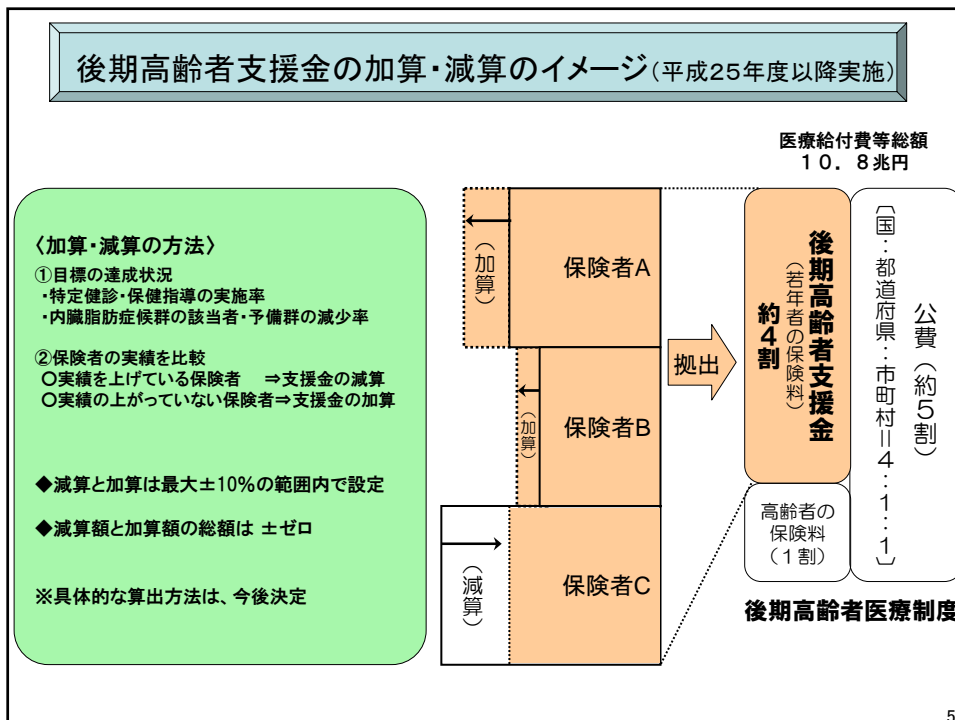 後期高齢者支援金の加算・減算のイメージ(平成25年度以降実施)
〈加算・減算の方法〉
①目標の達成状況
・特定健診・保健指導の実施率
・内臓脂肪症候群の該当者・予備群の減少率
②保険者の実績を比較
○実績を上げている保険者　⇒支援金の減算
○実績の上がっていない保険者⇒支援金の加算
◆減算と加算は最大±10%の範囲内で設定
◆減算額と加算額の総額は ±ゼロ
※具体的な算出方法は、今後決定
（加算）
保険者A
（加算）
保険者B
（減算）
保険者C
拠出
医療給付費等総額
１０．８兆円
後期高齢者支援金
（若年者の保険料）
約４割
高齢者の
保険料
（１割）
公費（約５割）
〔国：都道府県：市町村＝４：１：１〕
後期高齢者医療制度
5